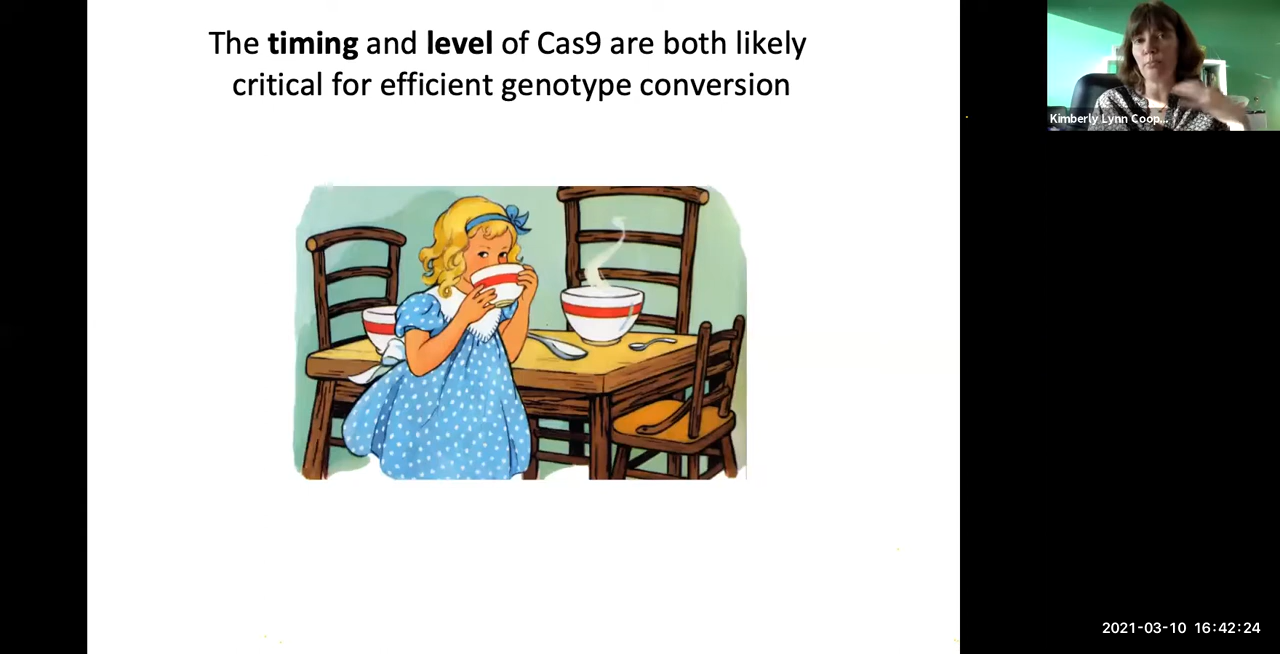 The timing and level of Cas9 are both likely
critical for efficient genotype conversion
Kimberly Lynn Coop...
2021-03-10 16:42:24